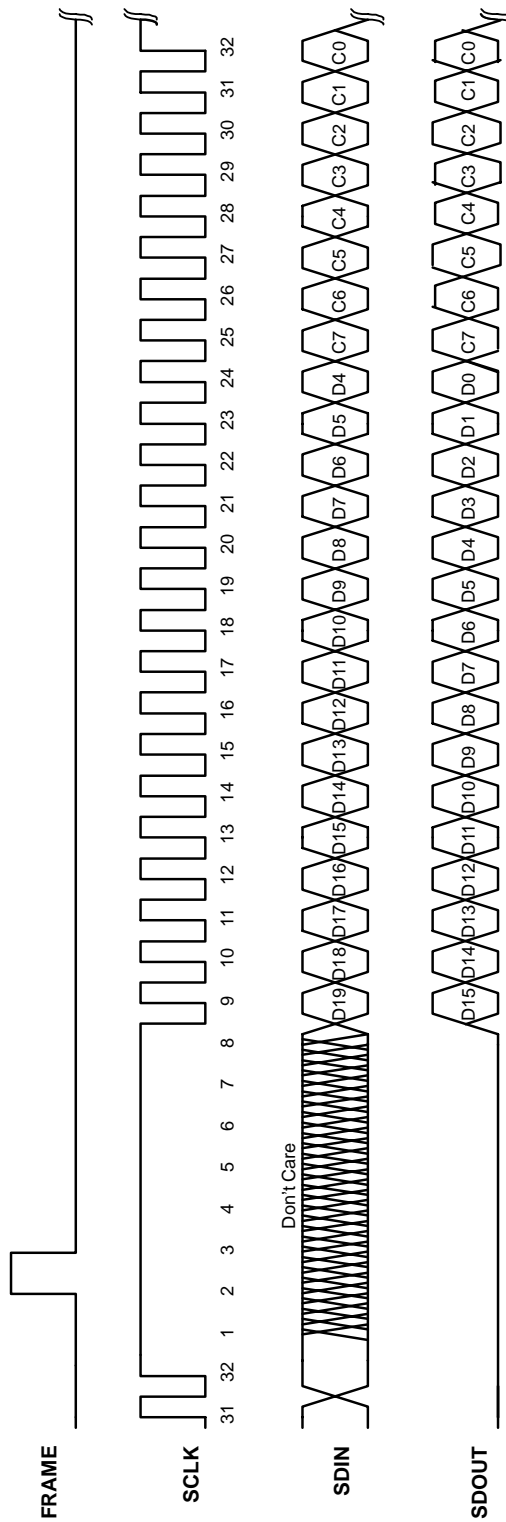 FRAME
SCLK
31 32 1 2 3 4 5 6 7 8 9 10 11 12 13 14 15 16 17 18 19 20 21 22 23 24 25 26 27 28 29 30 31 32
Don't Care
SDIN
D19 D18 D17 D16 D15 D14 D13 D12 D11 D10 D9 D8 D7 D6 D5 D4 C7 C6 C5 C4 C3 C2 C1 C0
SDOUT
D15 D14 D13 D12 D11 D10 D9 D8 D7 D6 D5 D4 D3 D2 D1 D0 C7 C6 C5 C4 C3 C2 C1 C0